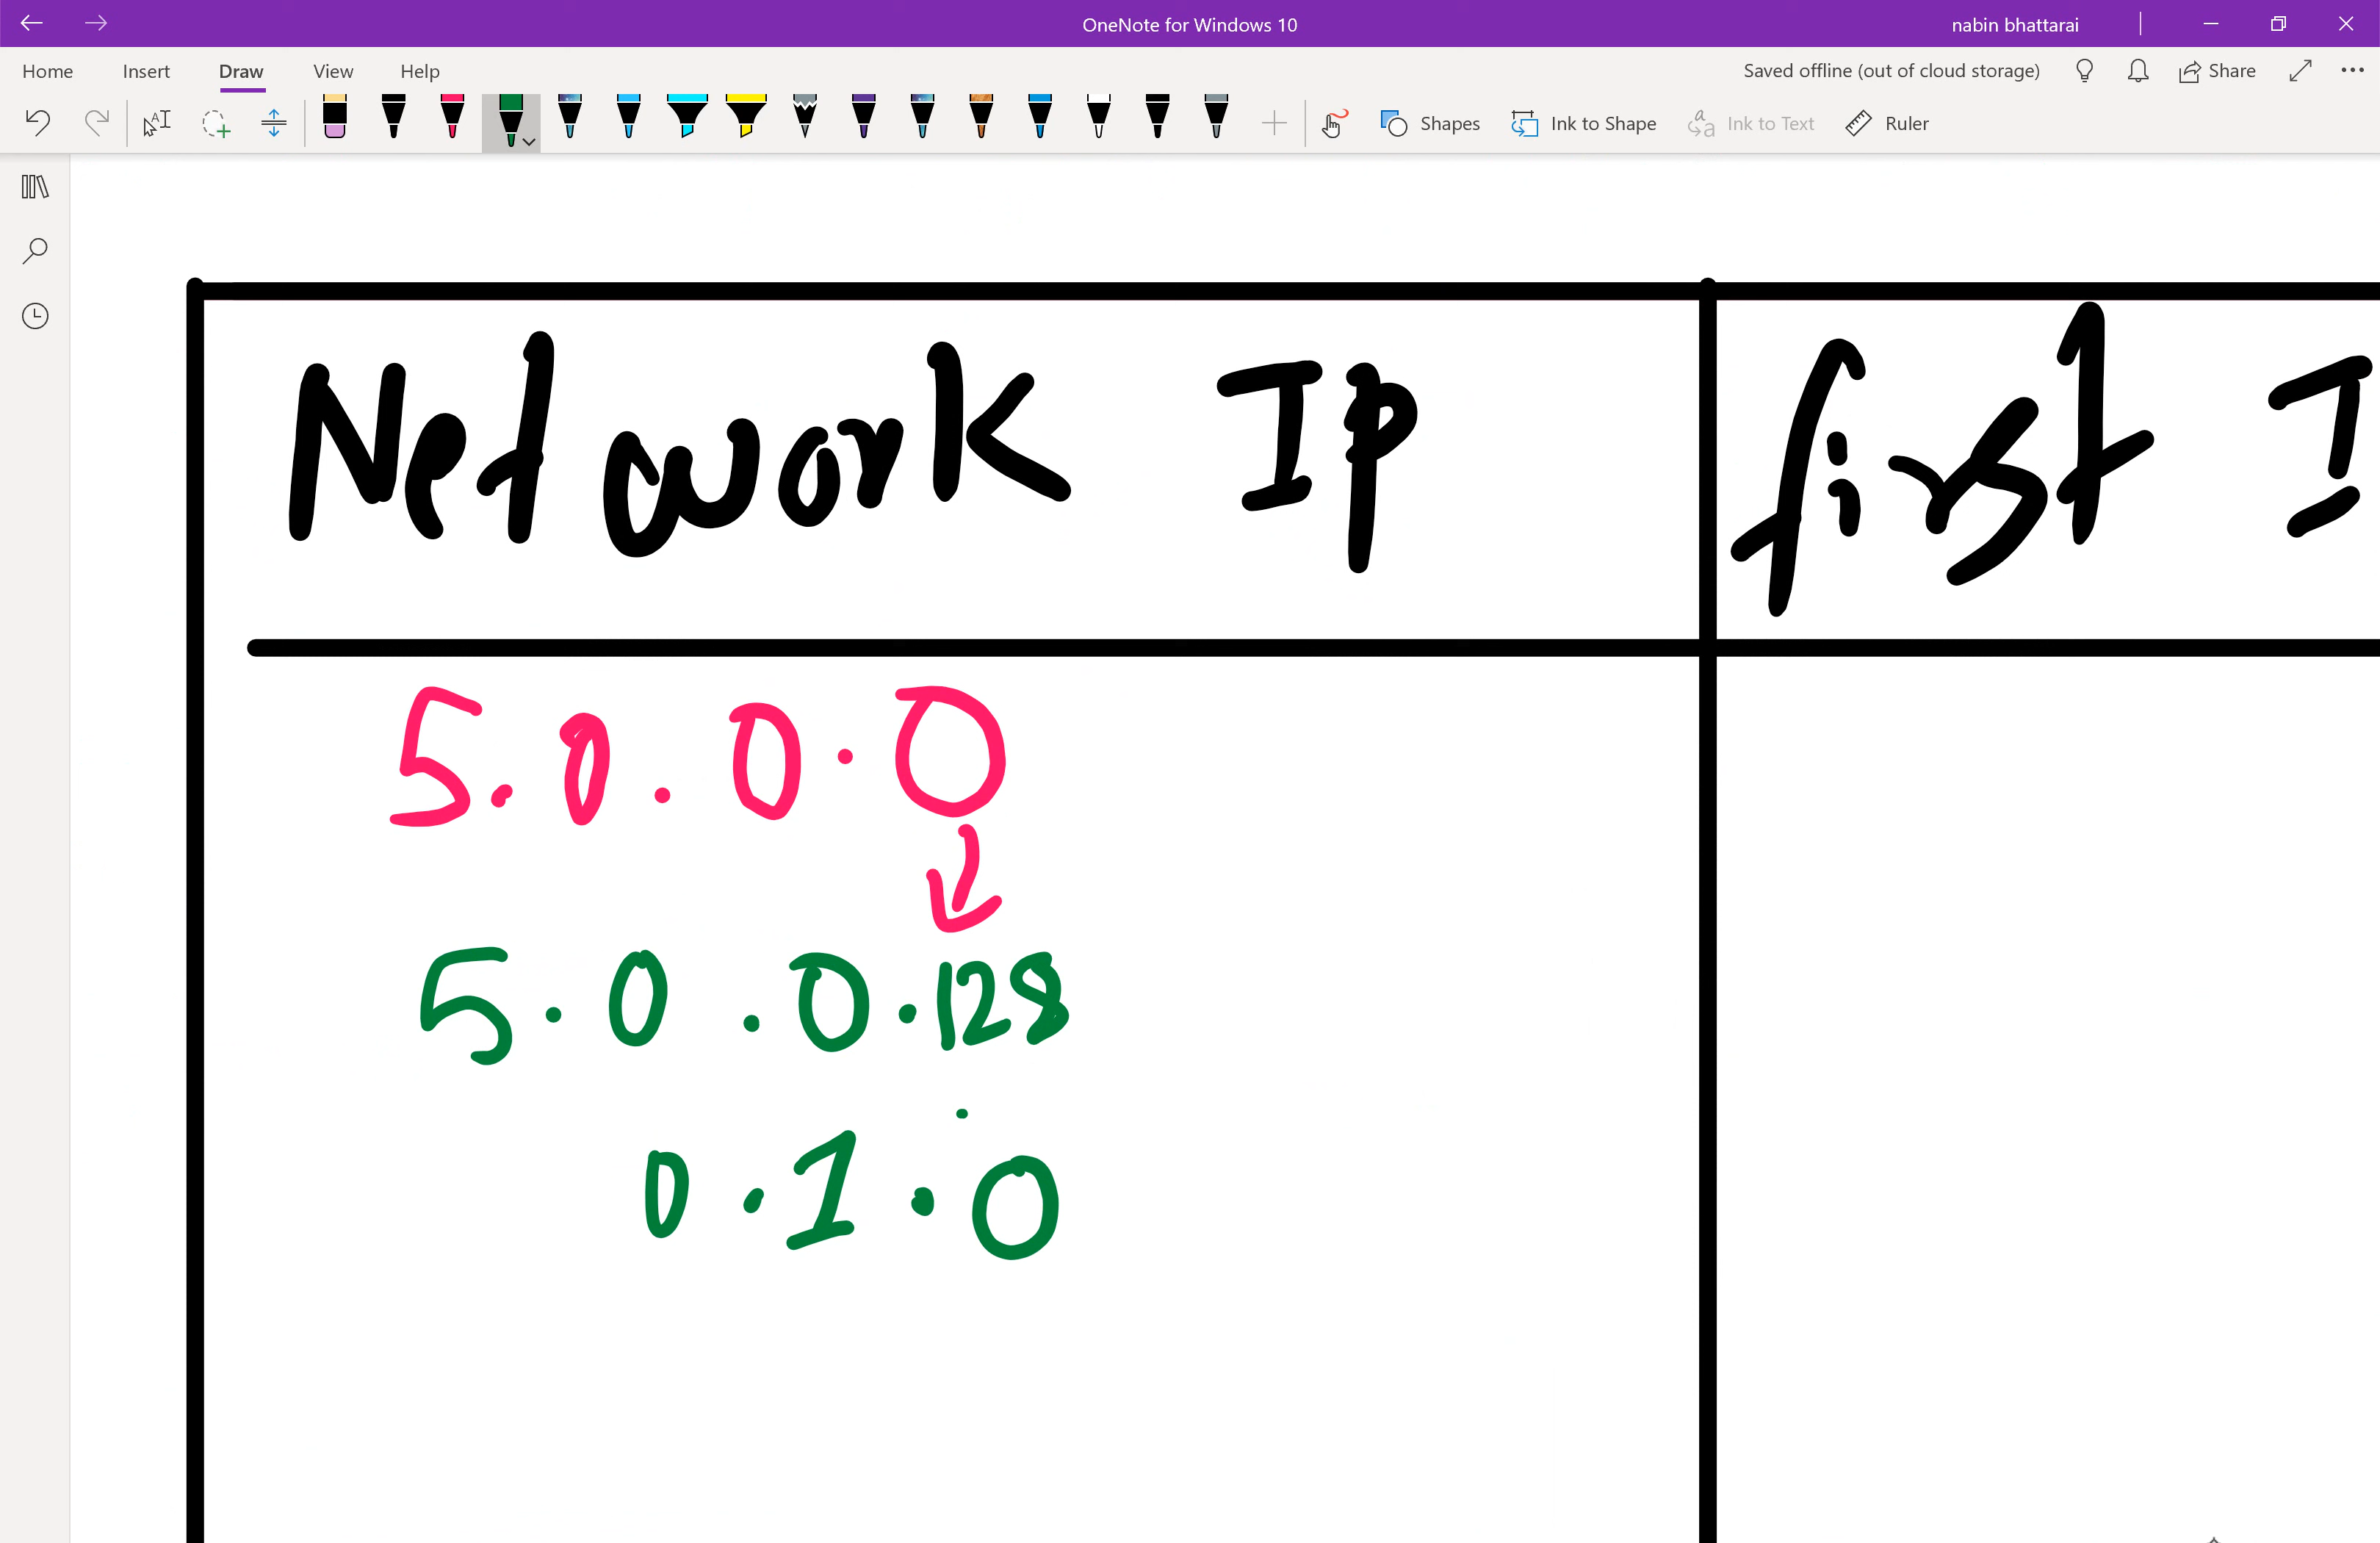 OneNote for Windows 10
nabin bhattarai
Home Insert Draw View Help
Saved offline (out of cloud storage)
Share
Shapes
Ink to Shape
Ink to Text
Ruler
Network IP
first I
5.0.0.0
5.0.0.128
0.1.0